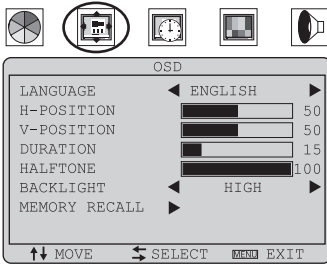 OSD
LANGUAGE ◀ ENGLISH ▶
H-POSITION 50
V-POSITION 50
DURATION 15
HALFTONE 100
BACKLIGHT ◀ HIGH ▶
MEMORY RECALL ▶
MOVE SELECT MENU EXIT